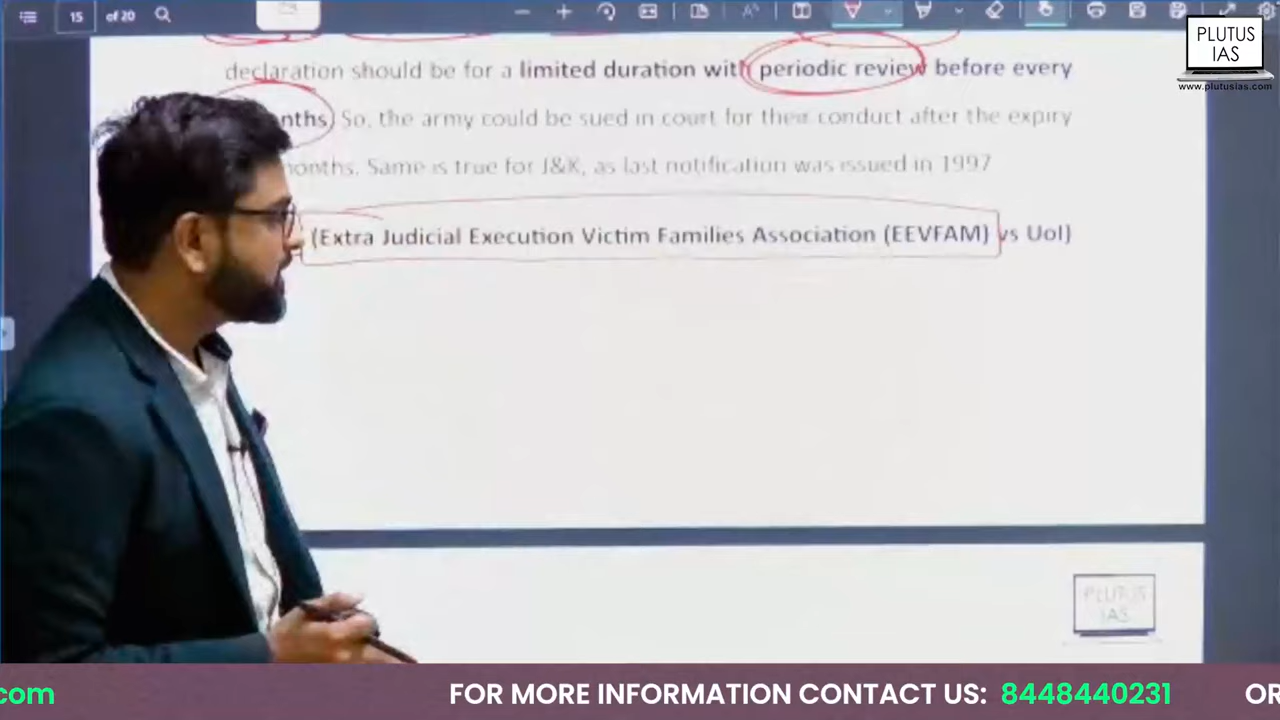 15 of 20
PLUTUS
IAS
www.plutusias.com
declaration should be for a limited duration with periodic review before every
nths. So, the army could be sued in court for their conduct after the expiry
onths. Same is true for J&K, as last notification was issued in 1997
(Extra Judicial Execution Victim Families Association (EEVFAM) vs UoI)
PLUTUS
IAS
com FOR MORE INFORMATION CONTACT US: 8448440231 OR